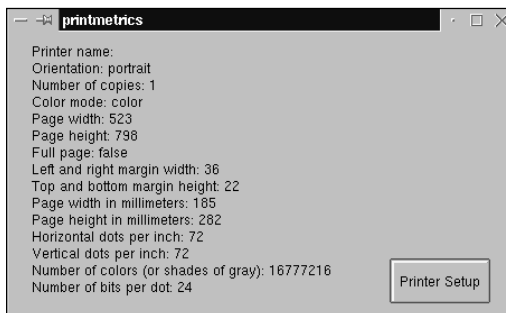 printmetrics
Printer name:
Orientation: portrait
Number of copies: 1
Color mode: color
Page width: 523
Page height: 798
Full page: false
Left and right margin width: 36
Top and bottom margin height: 22
Page width in millimeters: 185
Page height in millimeters: 282
Horizontal dots per inch: 72
Vertical dots per inch: 72
Number of colors (or shades of gray): 16777216
Number of bits per dot: 24
Printer Setup